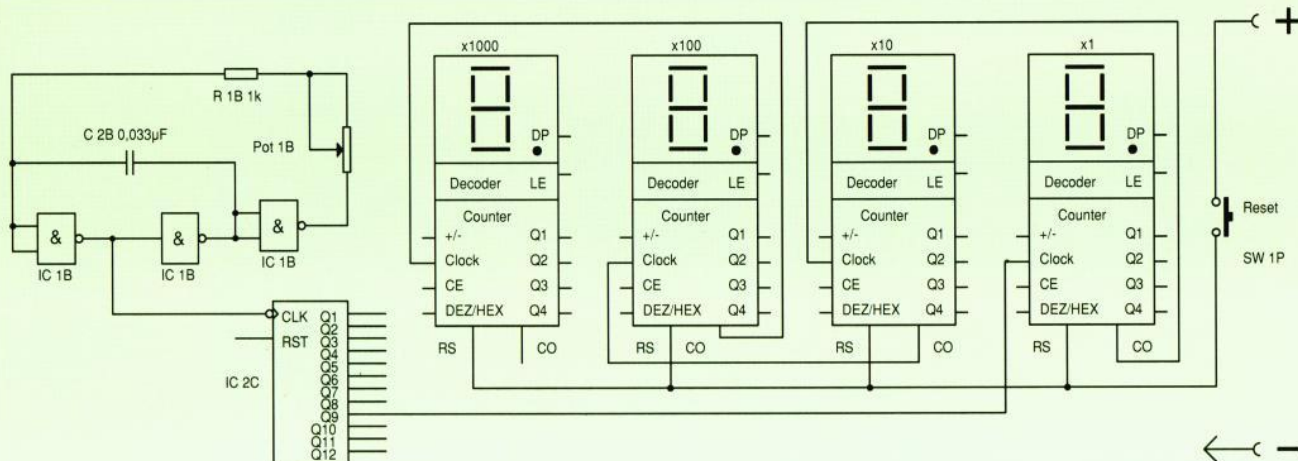 x1000
x100
x10
x1
+
R 1B 1k
C 2B 0,033µF
Pot 1B
&
&
&
IC 1B
IC 1B
IC 1B
DP
Decoder LE
Counter
+/- Q1
Clock Q2
CE Q3
DEZ/HEX Q4
RS CO
DP
Decoder LE
Counter
+/- Q1
Clock Q2
CE Q3
DEZ/HEX Q4
RS CO
DP
Decoder LE
Counter
+/- Q1
Clock Q2
CE Q3
DEZ/HEX Q4
RS CO
DP
Decoder LE
Counter
+/- Q1
Clock Q2
CE Q3
DEZ/HEX Q4
RS CO
Reset
SW 1P
CLK Q1
Q2
RST Q3
Q4
Q5
IC 2C Q6
Q7
Q8
Q9
Q10
Q11
Q12
−